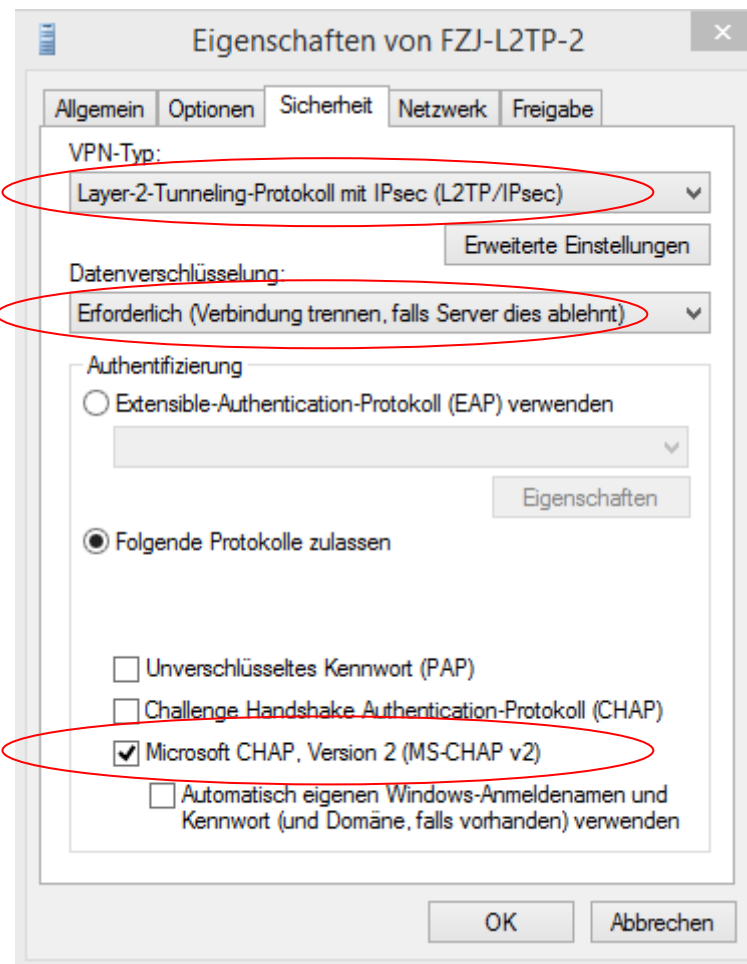 Eigenschaften von FZJ-L2TP-2
Allgemein Optionen Sicherheit Netzwerk Freigabe
VPN-Typ:
Layer-2-Tunneling-Protokoll mit IPsec (L2TP/IPsec)
Erweiterte Einstellungen
Datenverschlüsselung:
Erforderlich (Verbindung trennen, falls Server dies ablehnt)
Authentifizierung
Extensible-Authentication-Protokoll (EAP) verwenden
Eigenschaften
Folgende Protokolle zulassen
Unverschlüsseltes Kennwort (PAP)
Challenge Handshake Authentication-Protokoll (CHAP)
Microsoft CHAP, Version 2 (MS-CHAP v2)
Automatisch eigenen Windows-Anmeldenamen und
Kennwort (und Domäne, falls vorhanden) verwenden
OK Abbrechen